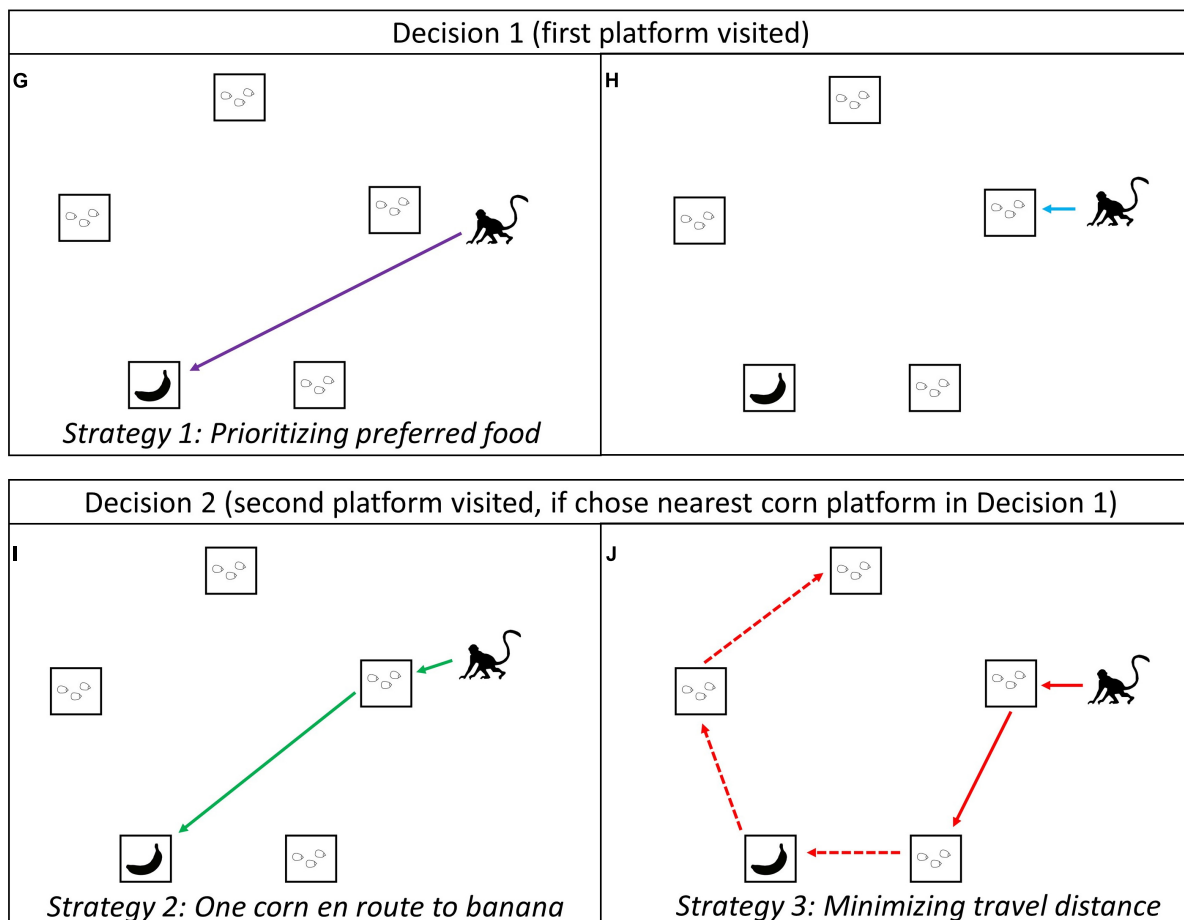 Decision 1 (first platform visited)
G
H
Strategy 1: Prioritizing preferred food
Decision 2 (second platform visited, if chose nearest corn platform in Decision 1)
I
J
Strategy 2: One corn en route to banana
Strategy 3: Minimizing travel distance